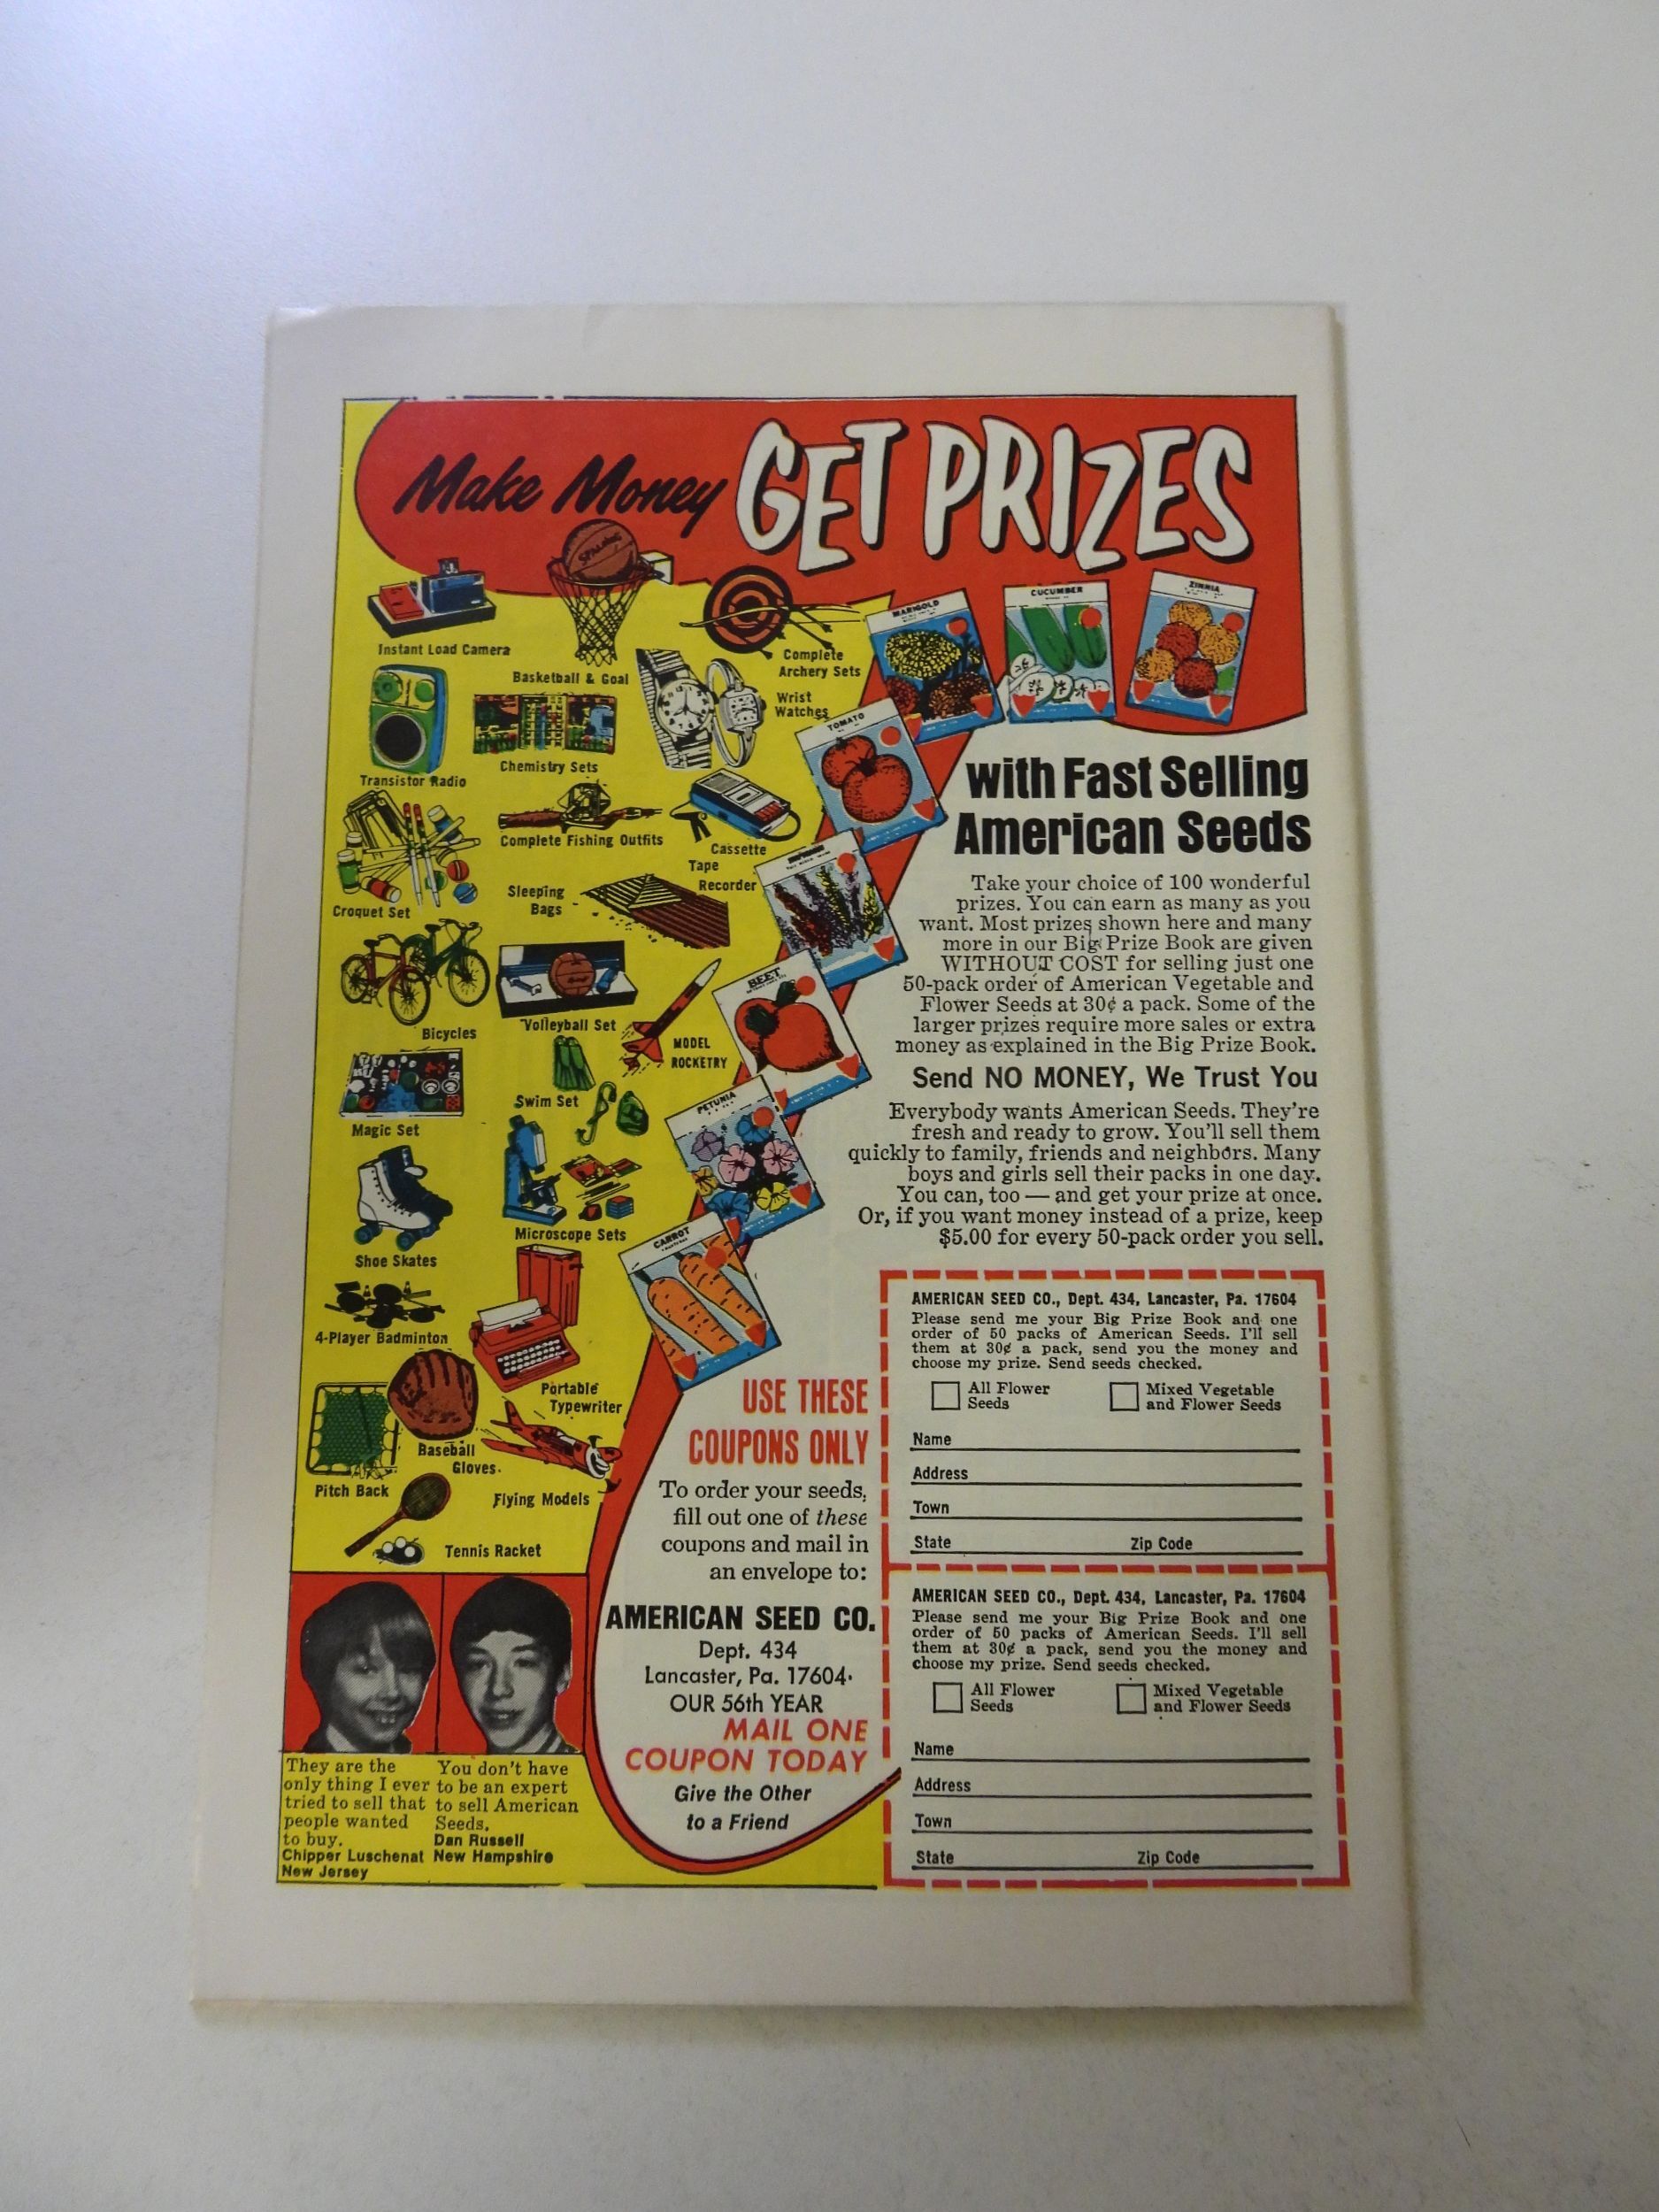 Make Money GET PRIZES
SPALDING
Instant Load Camera
Basketball & Goal
Complete
Archery Sets
Wrist
Watches
Transistor Radio
Chemistry Sets
Complete Fishing Outfits
Cassette
Tape
Recorder
Croquet Set
Sleeping
Bags
Bicycles
Volleyball Set
MODEL
ROCKETRY
Magic Set
Swim Set
Microscope Sets
Shoe Skates
4-Player Badminton
Portable
Typewriter
Baseball
Gloves.
Pitch Back
Flying Models
Tennis Racket
MARIGOLD
CUCUMBER
ZINNIA
TOMATO
BEET
PETUNIA
CARROT
with Fast Selling
American Seeds
Take your choice of 100 wonderful
prizes. You can earn as many as you
want. Most prizes shown here and many
more in our Big Prize Book are given
WITHOUT COST for selling just one
50-pack order of American Vegetable and
Flower Seeds at 30¢ a pack. Some of the
larger prizes require more sales or extra
money as explained in the Big Prize Book.
Send NO MONEY, We Trust You
Everybody wants American Seeds. They're
fresh and ready to grow. You'll sell them
quickly to family, friends and neighbors. Many
boys and girls sell their packs in one day.
You can, too — and get your prize at once.
Or, if you want money instead of a prize, keep
$5.00 for every 50-pack order you sell.
USE THESE
COUPONS ONLY
To order your seeds,
fill out one of these
coupons and mail in
an envelope to:
AMERICAN SEED CO.
Dept. 434
Lancaster, Pa. 17604
OUR 56th YEAR
MAIL ONE
COUPON TODAY
Give the Other
to a Friend
AMERICAN SEED CO., Dept. 434, Lancaster, Pa. 17604
Please send me your Big Prize Book and one
order of 50 packs of American Seeds. I'll sell
them at 30¢ a pack, send you the money and
choose my prize. Send seeds checked.
All Flower
Seeds
Mixed Vegetable
and Flower Seeds
Name
Address
Town
State Zip Code
AMERICAN SEED CO., Dept. 434, Lancaster, Pa. 17604
Please send me your Big Prize Book and one
order of 50 packs of American Seeds. I'll sell
them at 30¢ a pack, send you the money and
choose my prize. Send seeds checked.
All Flower
Seeds
Mixed Vegetable
and Flower Seeds
Name
Address
Town
State Zip Code
They are the
only thing I ever
tried to sell that
people wanted
to buy.
Chipper Luschenat
New Jersey
You don't have
to be an expert
to sell American
Seeds.
Dan Russell
New Hampshire